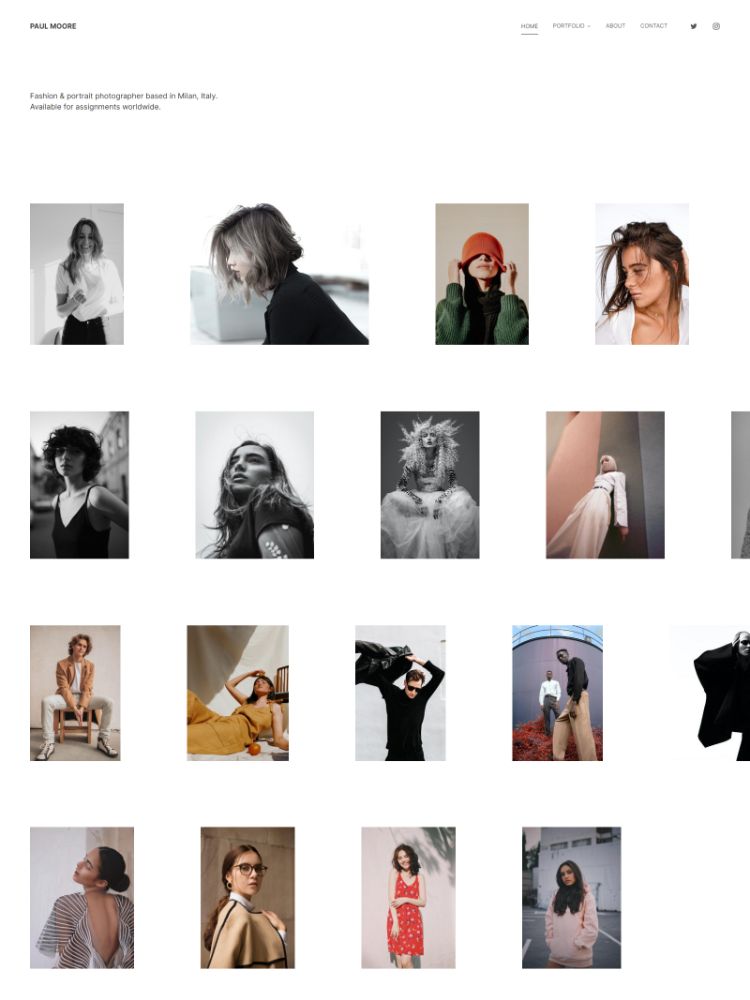 PAUL MOORE
HOME PORTFOLIO ABOUT CONTACT
Fashion & portrait photographer based in Milan, Italy.
Available for assignments worldwide.